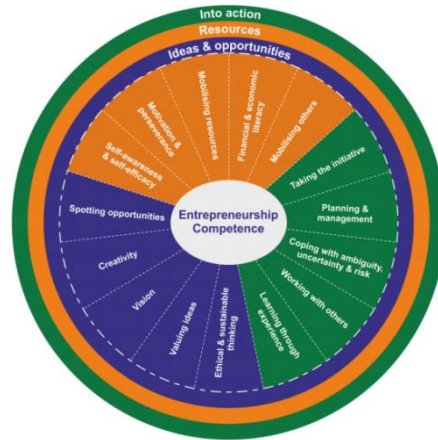 Into action
Resources
Ideas & opportunities
Self-awareness
& self-efficacy
Motivation &
perseverance
Mobilising resources
Financial & economic
literacy
Mobilising others
Taking the initiative
Planning &
management
Coping with ambiguity,
uncertainty & risk
Working with others
Learning through
experience
Ethical & sustainable
thinking
Valuing ideas
Vision
Creativity
Spotting opportunities
Entrepreneurship
Competence